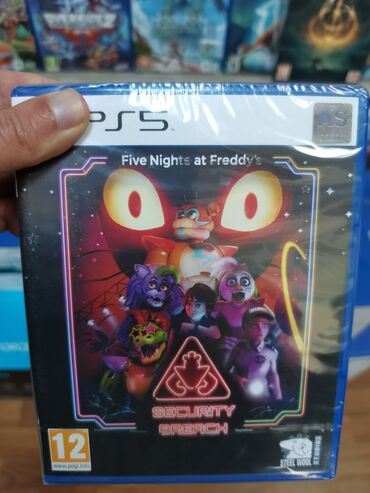 PS5
Five Nights at Freddy's
SECURITY
BREACH
12
www.pegi.info
STEEL WOOL
STUDIOS